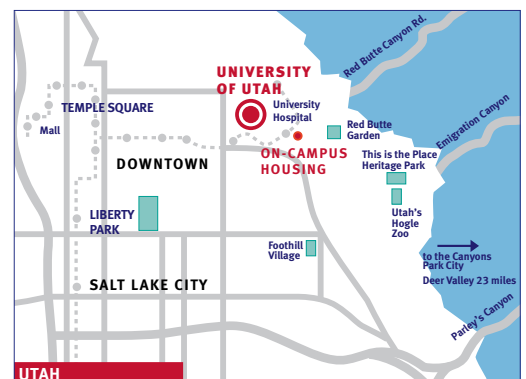 Red Butte Canyon Rd.
UNIVERSITY
OF UTAH
University
Hospital
TEMPLE SQUARE
Mall
Emigration Canyon
Red Butte
Garden
ON-CAMPUS
HOUSING
This is the Place
Heritage Park
DOWNTOWN
LIBERTY
PARK
Utah's
Hogle
Zoo
Foothill
Village
to the Canyons
Park City
Deer Valley 23 miles
SALT LAKE CITY
Parley's Canyon
UTAH